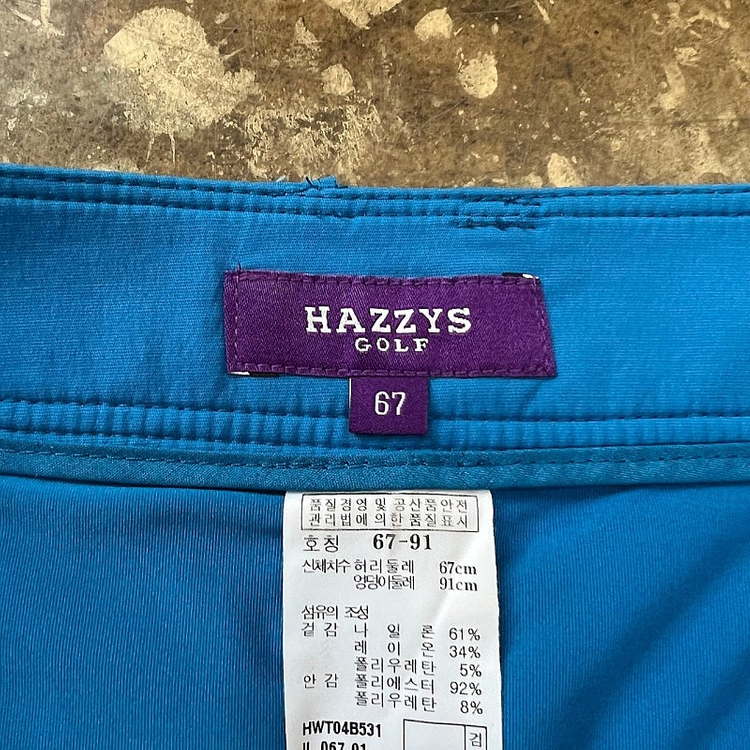 HAZZYS
GOLF
67
품질경영 및 공산품안전
관리법에 의한 품질표시
호칭 67-91
신체치수 허리둘레 67cm
엉덩이둘레 91cm
섬유의 조성
겉감 나일론 61%
레이온 34%
폴리우레탄 5%
안감 폴리에스터 92%
폴리우레탄 8%
HWT04B531
검